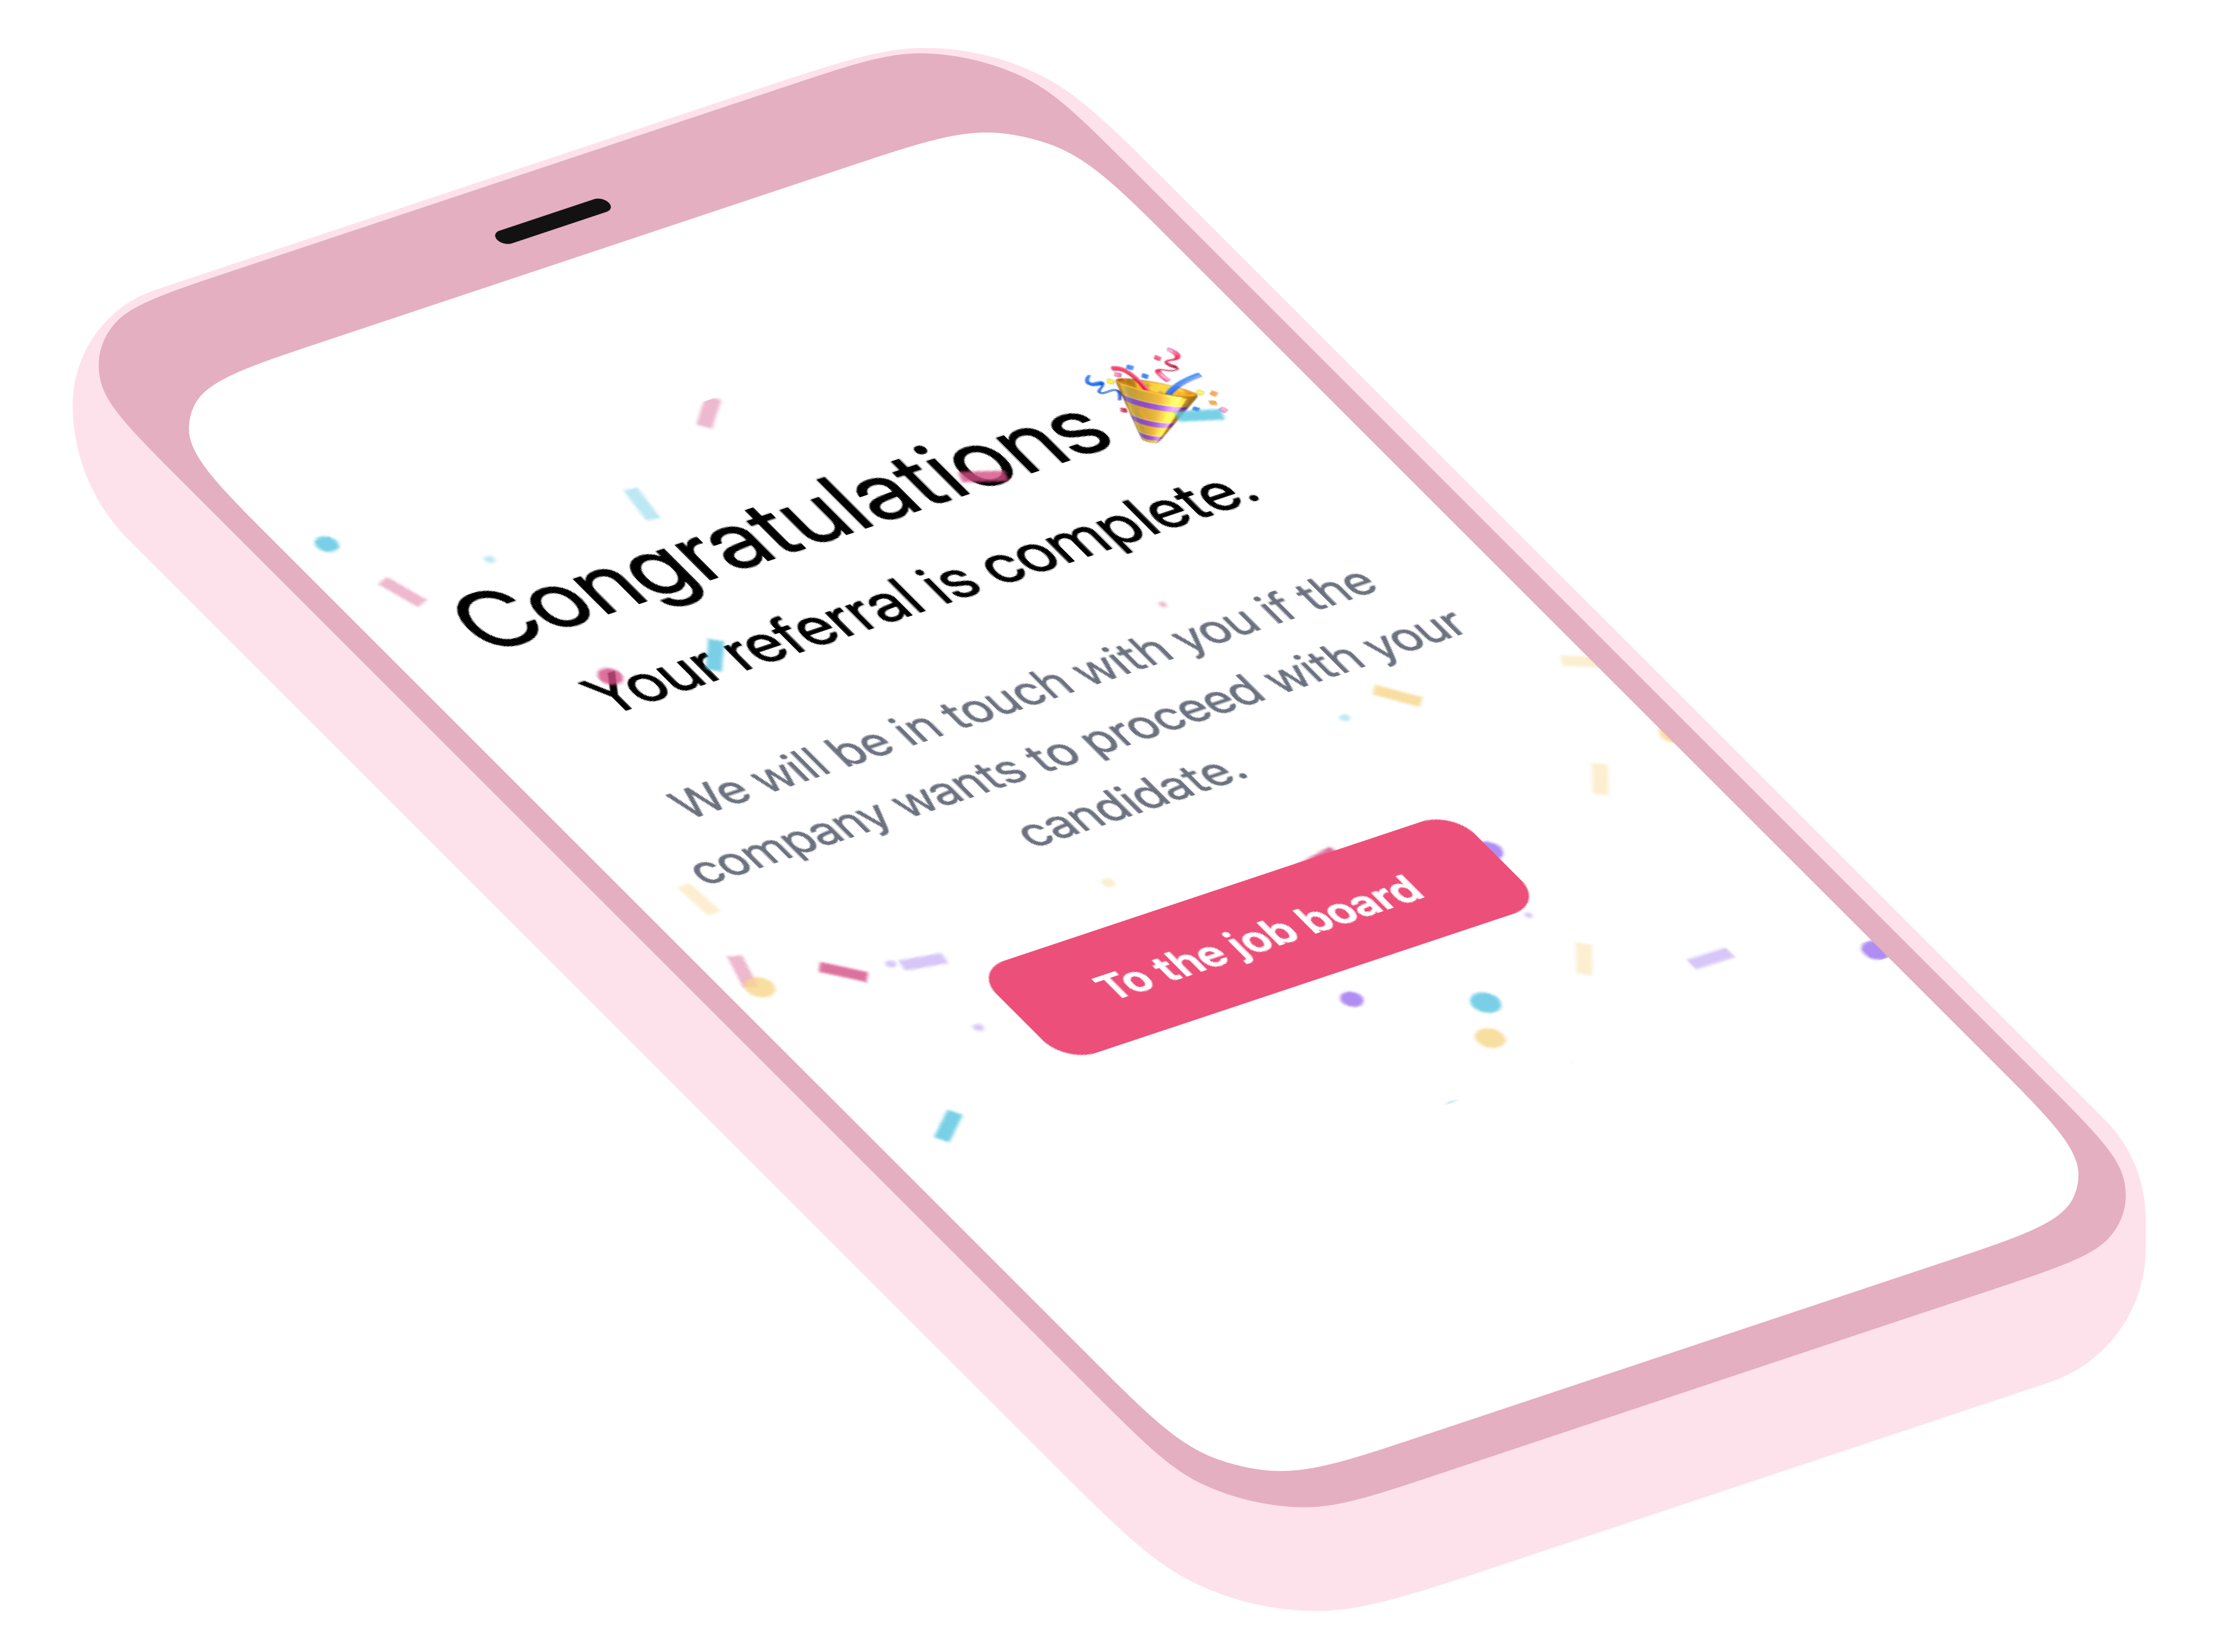 Congratulations 🎉
Your referral is complete.
We will be in touch with you if the
company wants to proceed with your
candidate.
To the job board